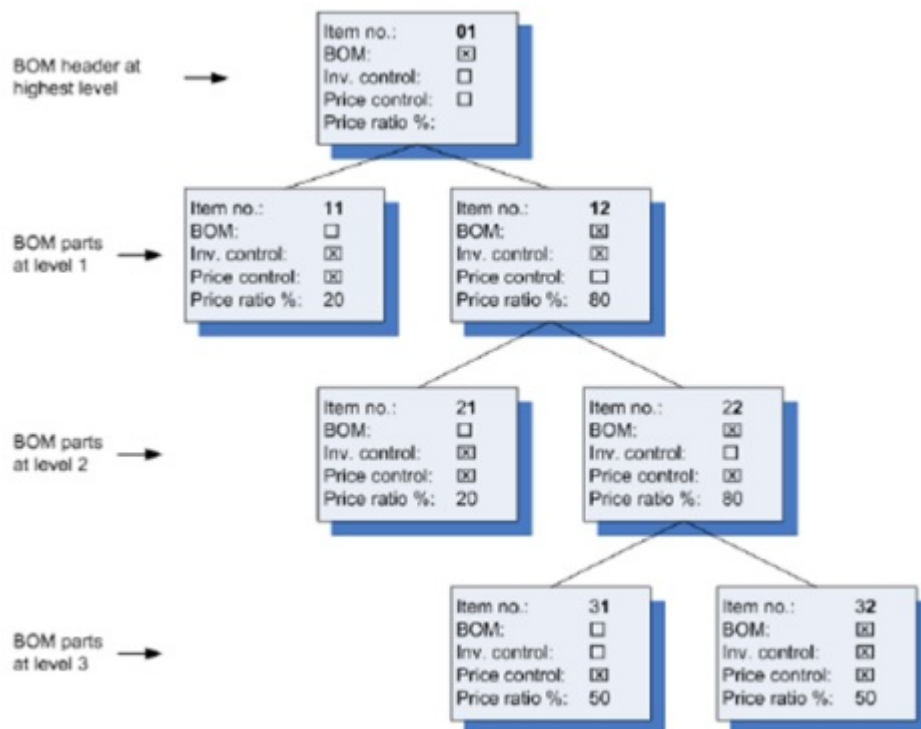 BOM header at
highest level
Item no.: 01
BOM: ☒
Inv. control: ☐
Price control: ☐
Price ratio %:
BOM parts
at level 1
Item no.: 11
BOM: ☐
Inv. control: ☒
Price control: ☒
Price ratio %: 20
Item no.: 12
BOM: ☒
Inv. control: ☒
Price control: ☐
Price ratio %: 80
BOM parts
at level 2
Item no.: 21
BOM: ☐
Inv. control: ☒
Price control: ☒
Price ratio %: 20
Item no.: 22
BOM: ☒
Inv. control: ☐
Price control: ☒
Price ratio %: 80
BOM parts
at level 3
Item no.: 31
BOM: ☐
Inv. control: ☐
Price control: ☒
Price ratio %: 50
Item no.: 32
BOM: ☒
Inv. control: ☒
Price control: ☒
Price ratio %: 50